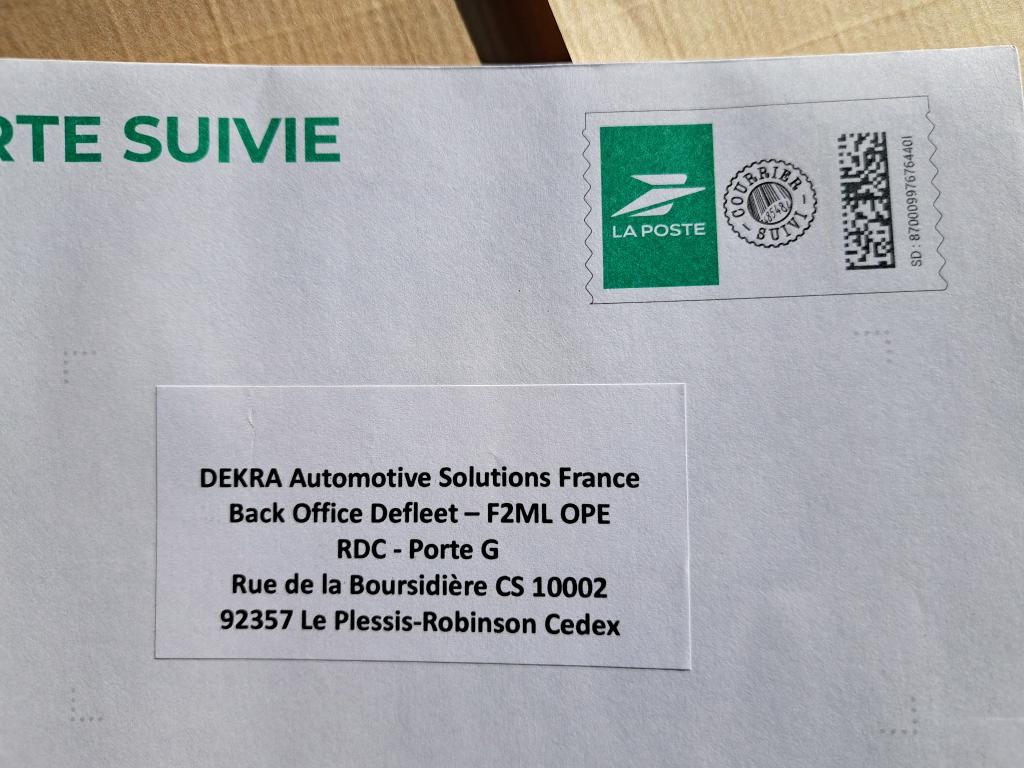 RTE SUIVIE
LA POSTE
COURRIER
SUIVI
SD : 87000997676440I
DEKRA Automotive Solutions France
Back Office Defleet – F2ML OPE
RDC - Porte G
Rue de la Boursidière CS 10002
92357 Le Plessis-Robinson Cedex